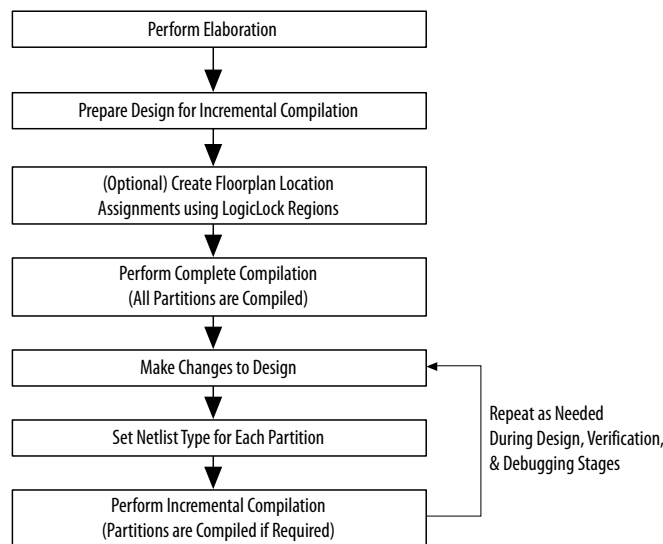 Perform Elaboration
Prepare Design for Incremental Compilation
(Optional) Create Floorplan Location
Assignments using LogicLock Regions
Perform Complete Compilation
(All Partitions are Compiled)
Make Changes to Design
Set Netlist Type for Each Partition
Perform Incremental Compilation
(Partitions are Compiled if Required)
Repeat as Needed
During Design, Verification,
& Debugging Stages